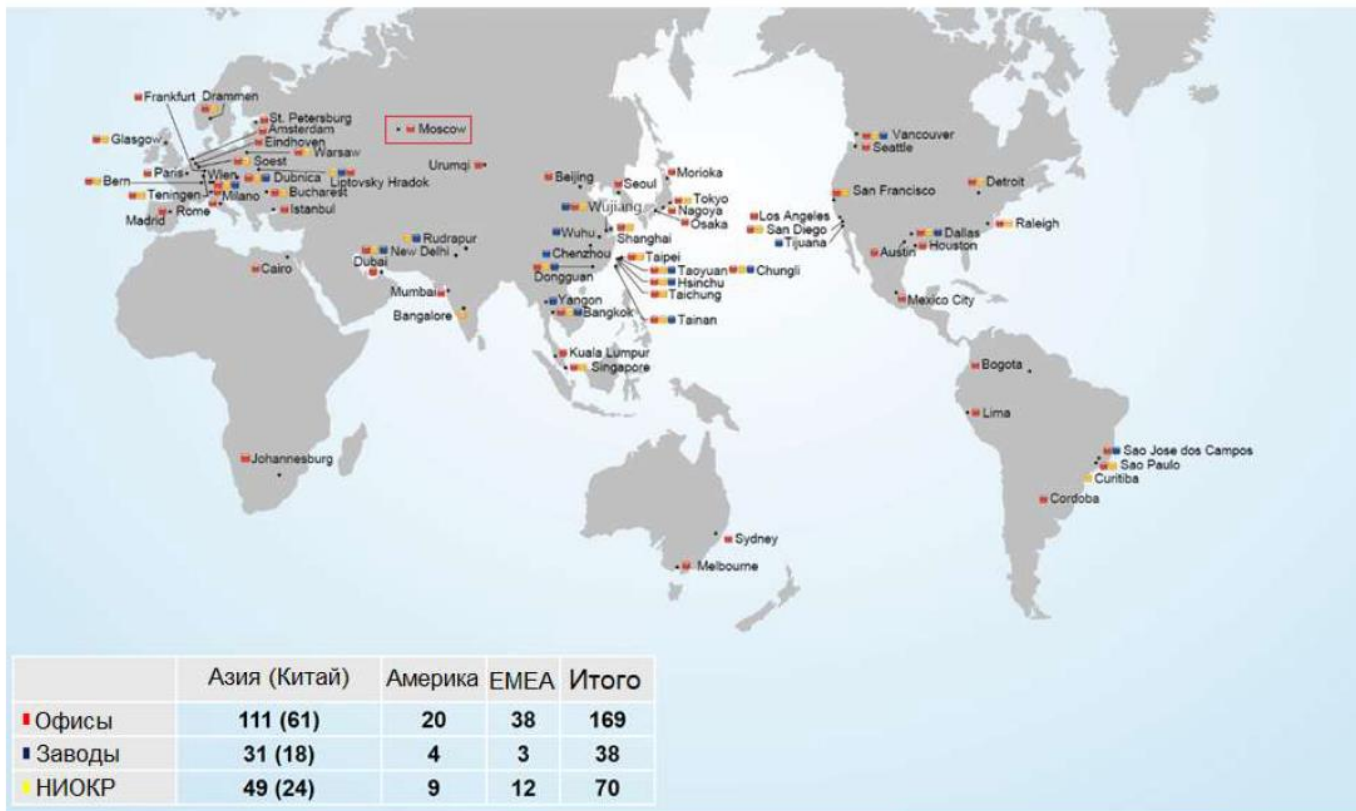 Frankfurt Drammen
St. Petersburg
Amsterdam
Eindhoven
Glasgow
Warsaw
Moscow
Soest
Paris
Wien
Dubnica
Liptovsky Hradok
Bern
Teningen
Milano
Bucharest
Rome
Istanbul
Madrid
Urumqi
Beijing
Seoul
Morioka
Tokyo
Nagoya
Osaka
Wujiang
Wuhu
Shanghai
Rudrapur
New Delhi
Dubai
Cairo
Chenzhou
Dongguan
Taipei
Taoyuan
Chungli
Hsinchu
Taichung
Tainan
Mumbai
Bangalore
Yangon
Bangkok
Kuala Lumpur
Singapore
Johannesburg
Sydney
Melbourne
Vancouver
Seattle
San Francisco
Detroit
Los Angeles
San Diego
Tijuana
Raleigh
Dallas
Houston
Austin
Mexico City
Bogota
Lima
Sao Jose dos Campos
Sao Paulo
Curitiba
Cordoba
Азия (Китай) Америка EMEA Итого
Офисы 111 (61) 20 38 169
Заводы 31 (18) 4 3 38
НИОКР 49 (24) 9 12 70